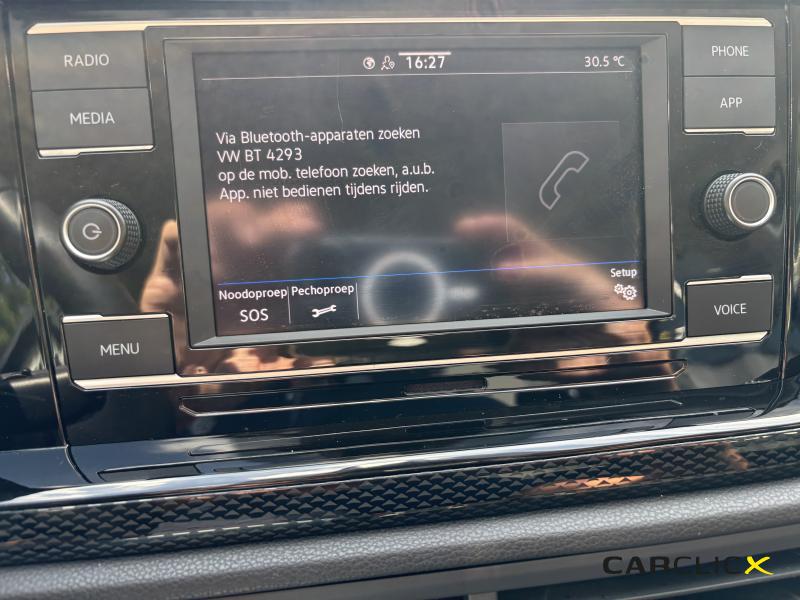 RADIO
MEDIA
MENU
16:27
30.5 °C
Via Bluetooth-apparaten zoeken
VW BT 4293
op de mob. telefoon zoeken, a.u.b.
App. niet bedienen tijdens rijden.
Noodoproep
SOS
Pechoproep
Setup
PHONE
APP
VOICE
CARCLICX